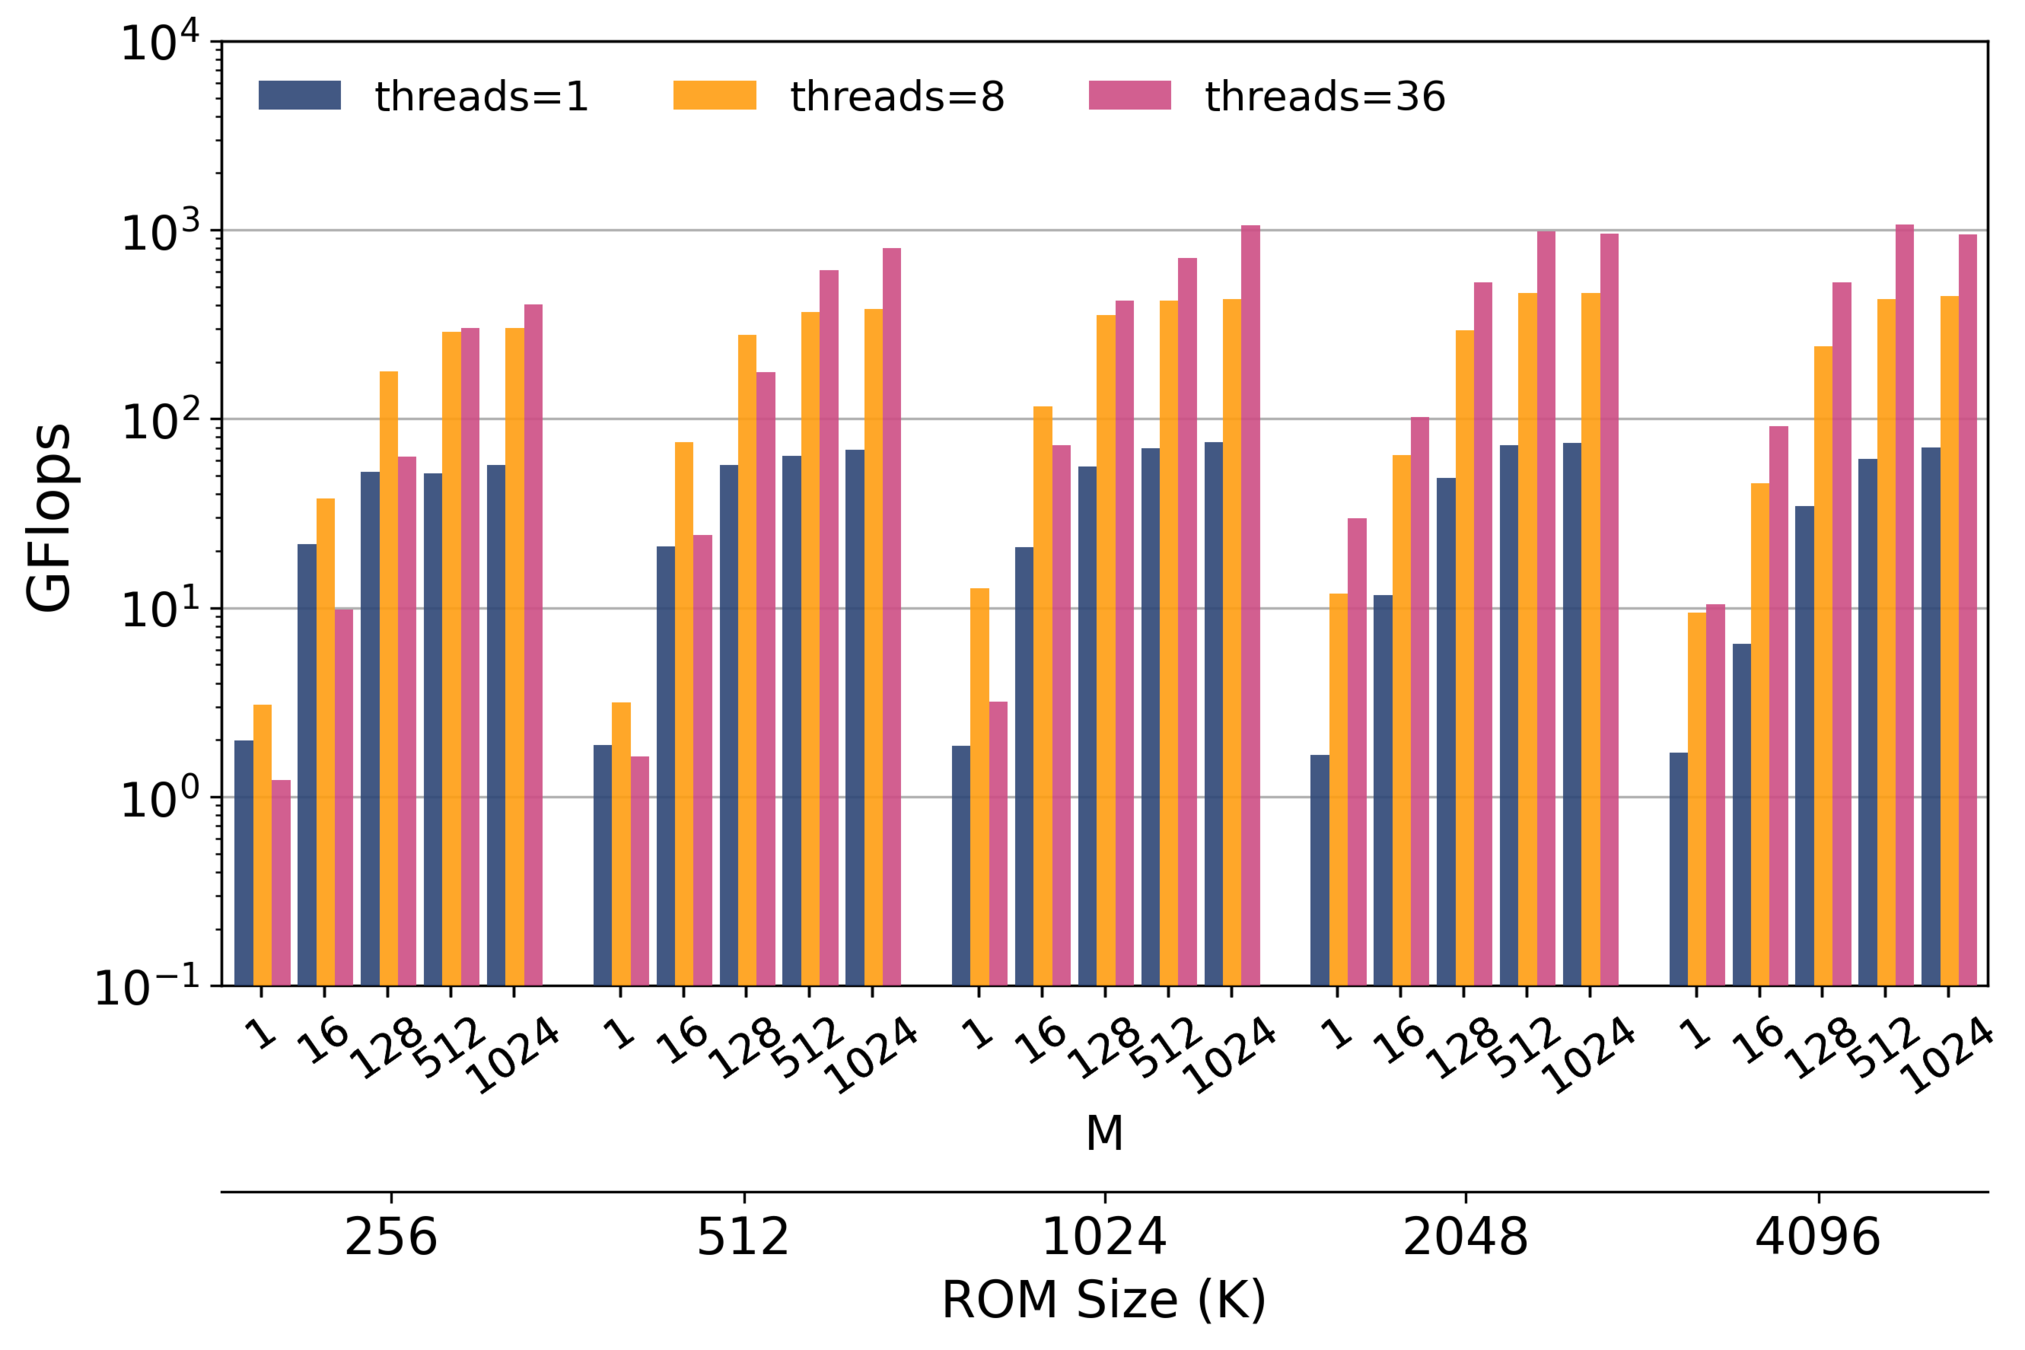 10^4
threads=1 threads=8 threads=36
10^3
10^2
10^1
10^0
10^−1
GFlops
1 16 128 512 1024 1 16 128 512 1024 1 16 128 512 1024 1 16 128 512 1024 1 16 128 512 1024
M
256 512 1024 2048 4096
ROM Size (K)